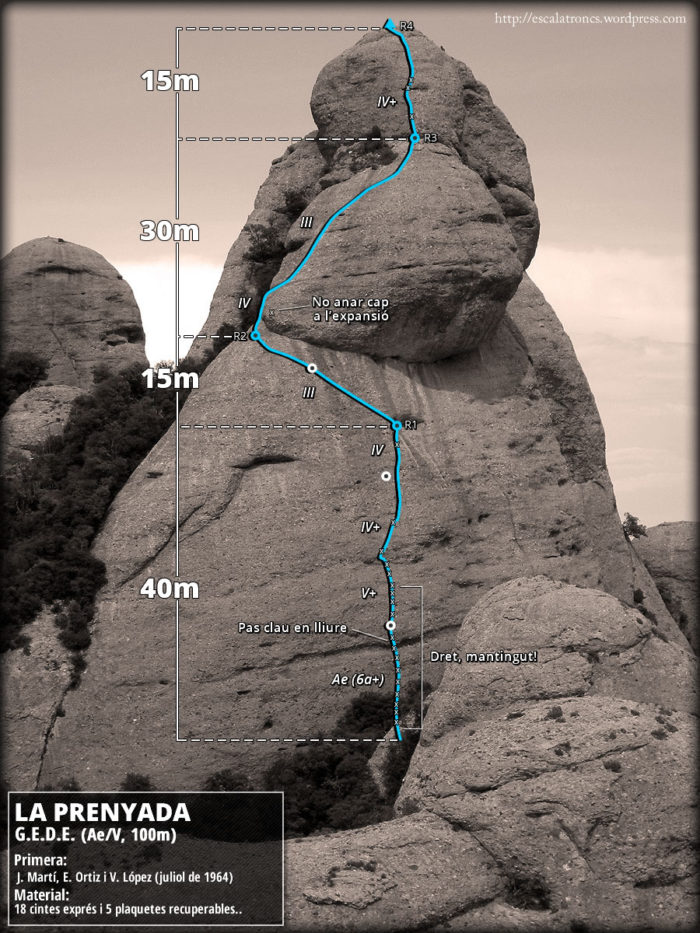 http://escalatroncs.wordpress.com
R4
15m
IV+
R3
III
30m
IV
No anar cap
a l'expansió
R2
15m
III
R1
IV
IV+
40m
V+
Pas clau en lliure
Dret, mantingut!
Ae (6a+)
LA PRENYADA
G.E.D.E. (Ae/V, 100m)
Primera:
J. Martí, E. Ortiz i V. López (juliol de 1964)
Material:
18 cintes exprés i 5 plaquetes recuperables..